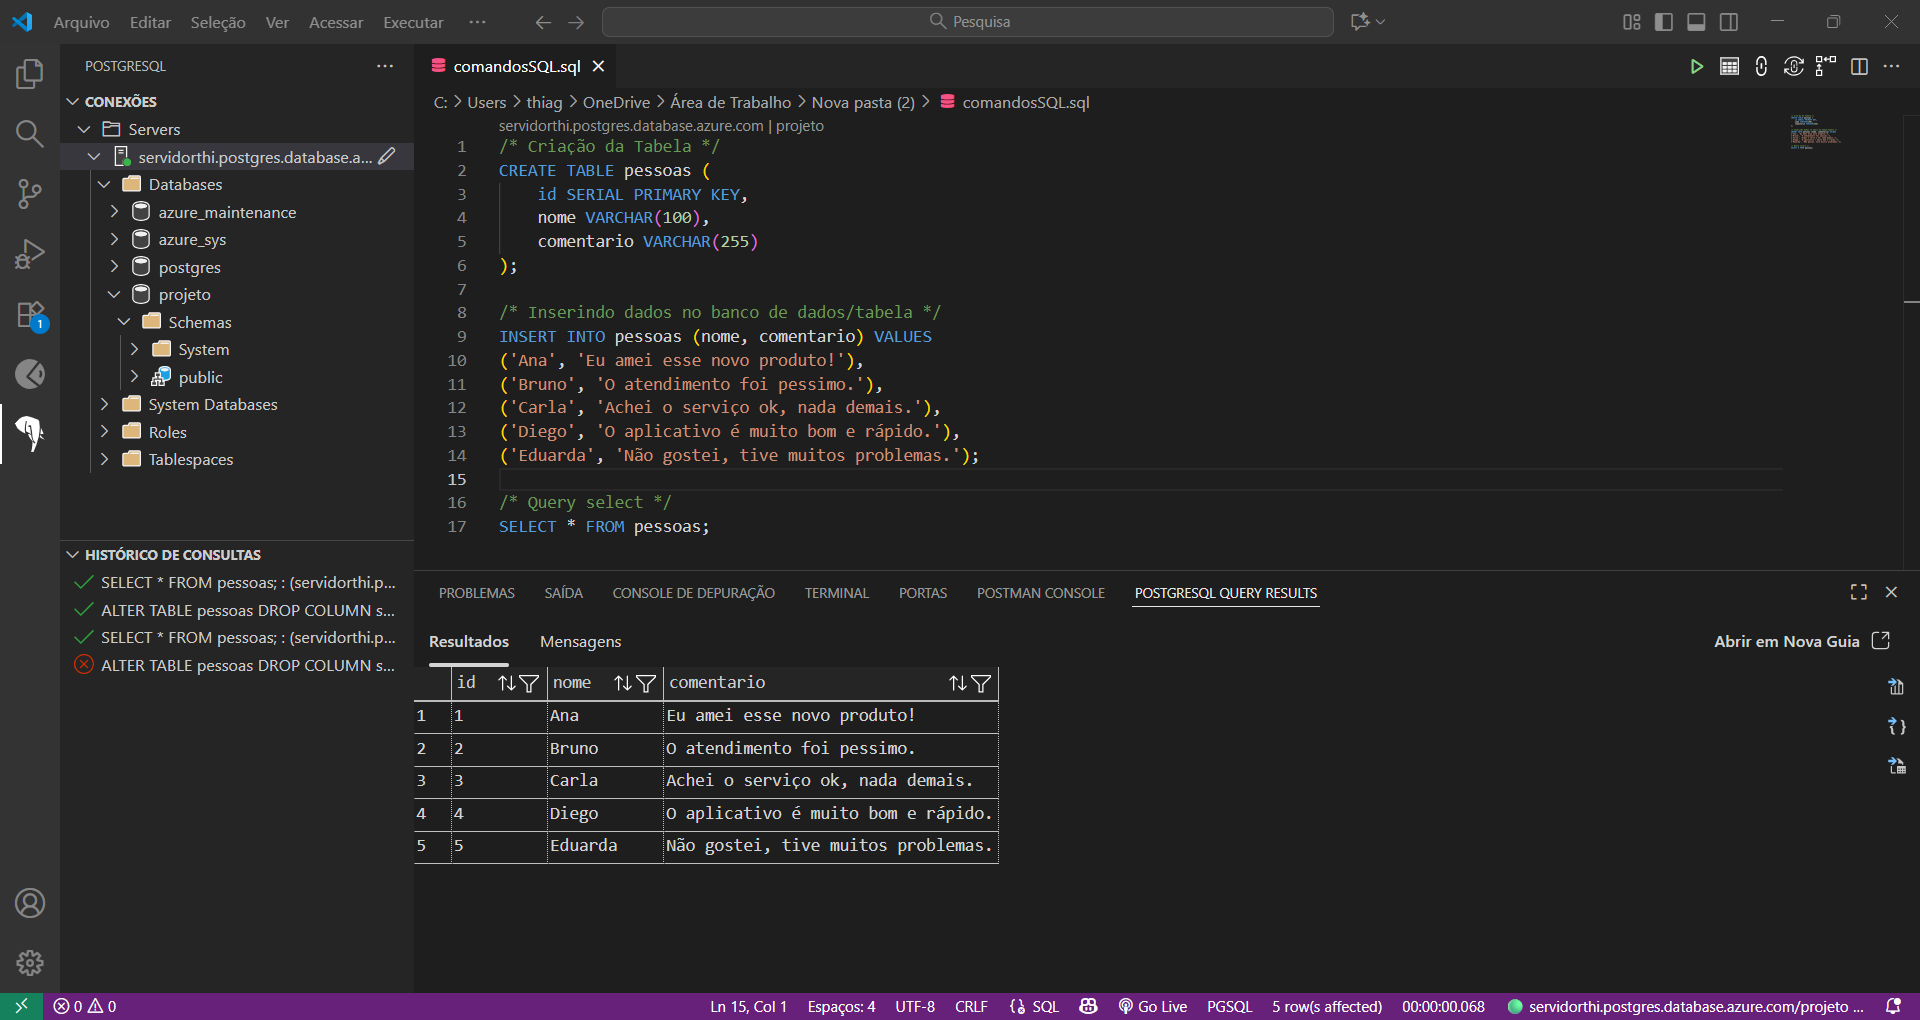 Arquivo Editar Seleção Ver Acessar Executar ··· Pesquisa
POSTGRESQL ···
CONEXÕES
Servers
servidorthi.postgres.database.a...
Databases
azure_maintenance
azure_sys
postgres
projeto
Schemas
System
public
System Databases
Roles
Tablespaces
1
HISTÓRICO DE CONSULTAS
SELECT * FROM pessoas; : (servidorthi.p...
ALTER TABLE pessoas DROP COLUMN s...
SELECT * FROM pessoas; : (servidorthi.p...
ALTER TABLE pessoas DROP COLUMN s...
comandosSQL.sql
C: > Users > thiag > OneDrive > Área de Trabalho > Nova pasta (2) > comandosSQL.sql
servidorthi.postgres.database.azure.com | projeto
1 /* Criação da Tabela */
2 CREATE TABLE pessoas (
3 id SERIAL PRIMARY KEY,
4 nome VARCHAR(100),
5 comentario VARCHAR(255)
6 );
7
8 /* Inserindo dados no banco de dados/tabela */
9 INSERT INTO pessoas (nome, comentario) VALUES
10 ('Ana', 'Eu amei esse novo produto!'),
11 ('Bruno', 'O atendimento foi pessimo.'),
12 ('Carla', 'Achei o serviço ok, nada demais.'),
13 ('Diego', 'O aplicativo é muito bom e rápido.'),
14 ('Eduarda', 'Não gostei, tive muitos problemas.');
15
16 /* Query select */
17 SELECT * FROM pessoas;
PROBLEMAS SAÍDA CONSOLE DE DEPURAÇÃO TERMINAL PORTAS POSTMAN CONSOLE POSTGRESQL QUERY RESULTS
Resultados Mensagens Abrir em Nova Guia
id nome comentario
1 1 Ana Eu amei esse novo produto!
2 2 Bruno O atendimento foi pessimo.
3 3 Carla Achei o serviço ok, nada demais.
4 4 Diego O aplicativo é muito bom e rápido.
5 5 Eduarda Não gostei, tive muitos problemas.
0 0 Ln 15, Col 1 Espaços: 4 UTF-8 CRLF {} SQL Go Live PGSQL 5 row(s affected) 00:00:00.068 servidorthi.postgres.database.azure.com/projeto ...